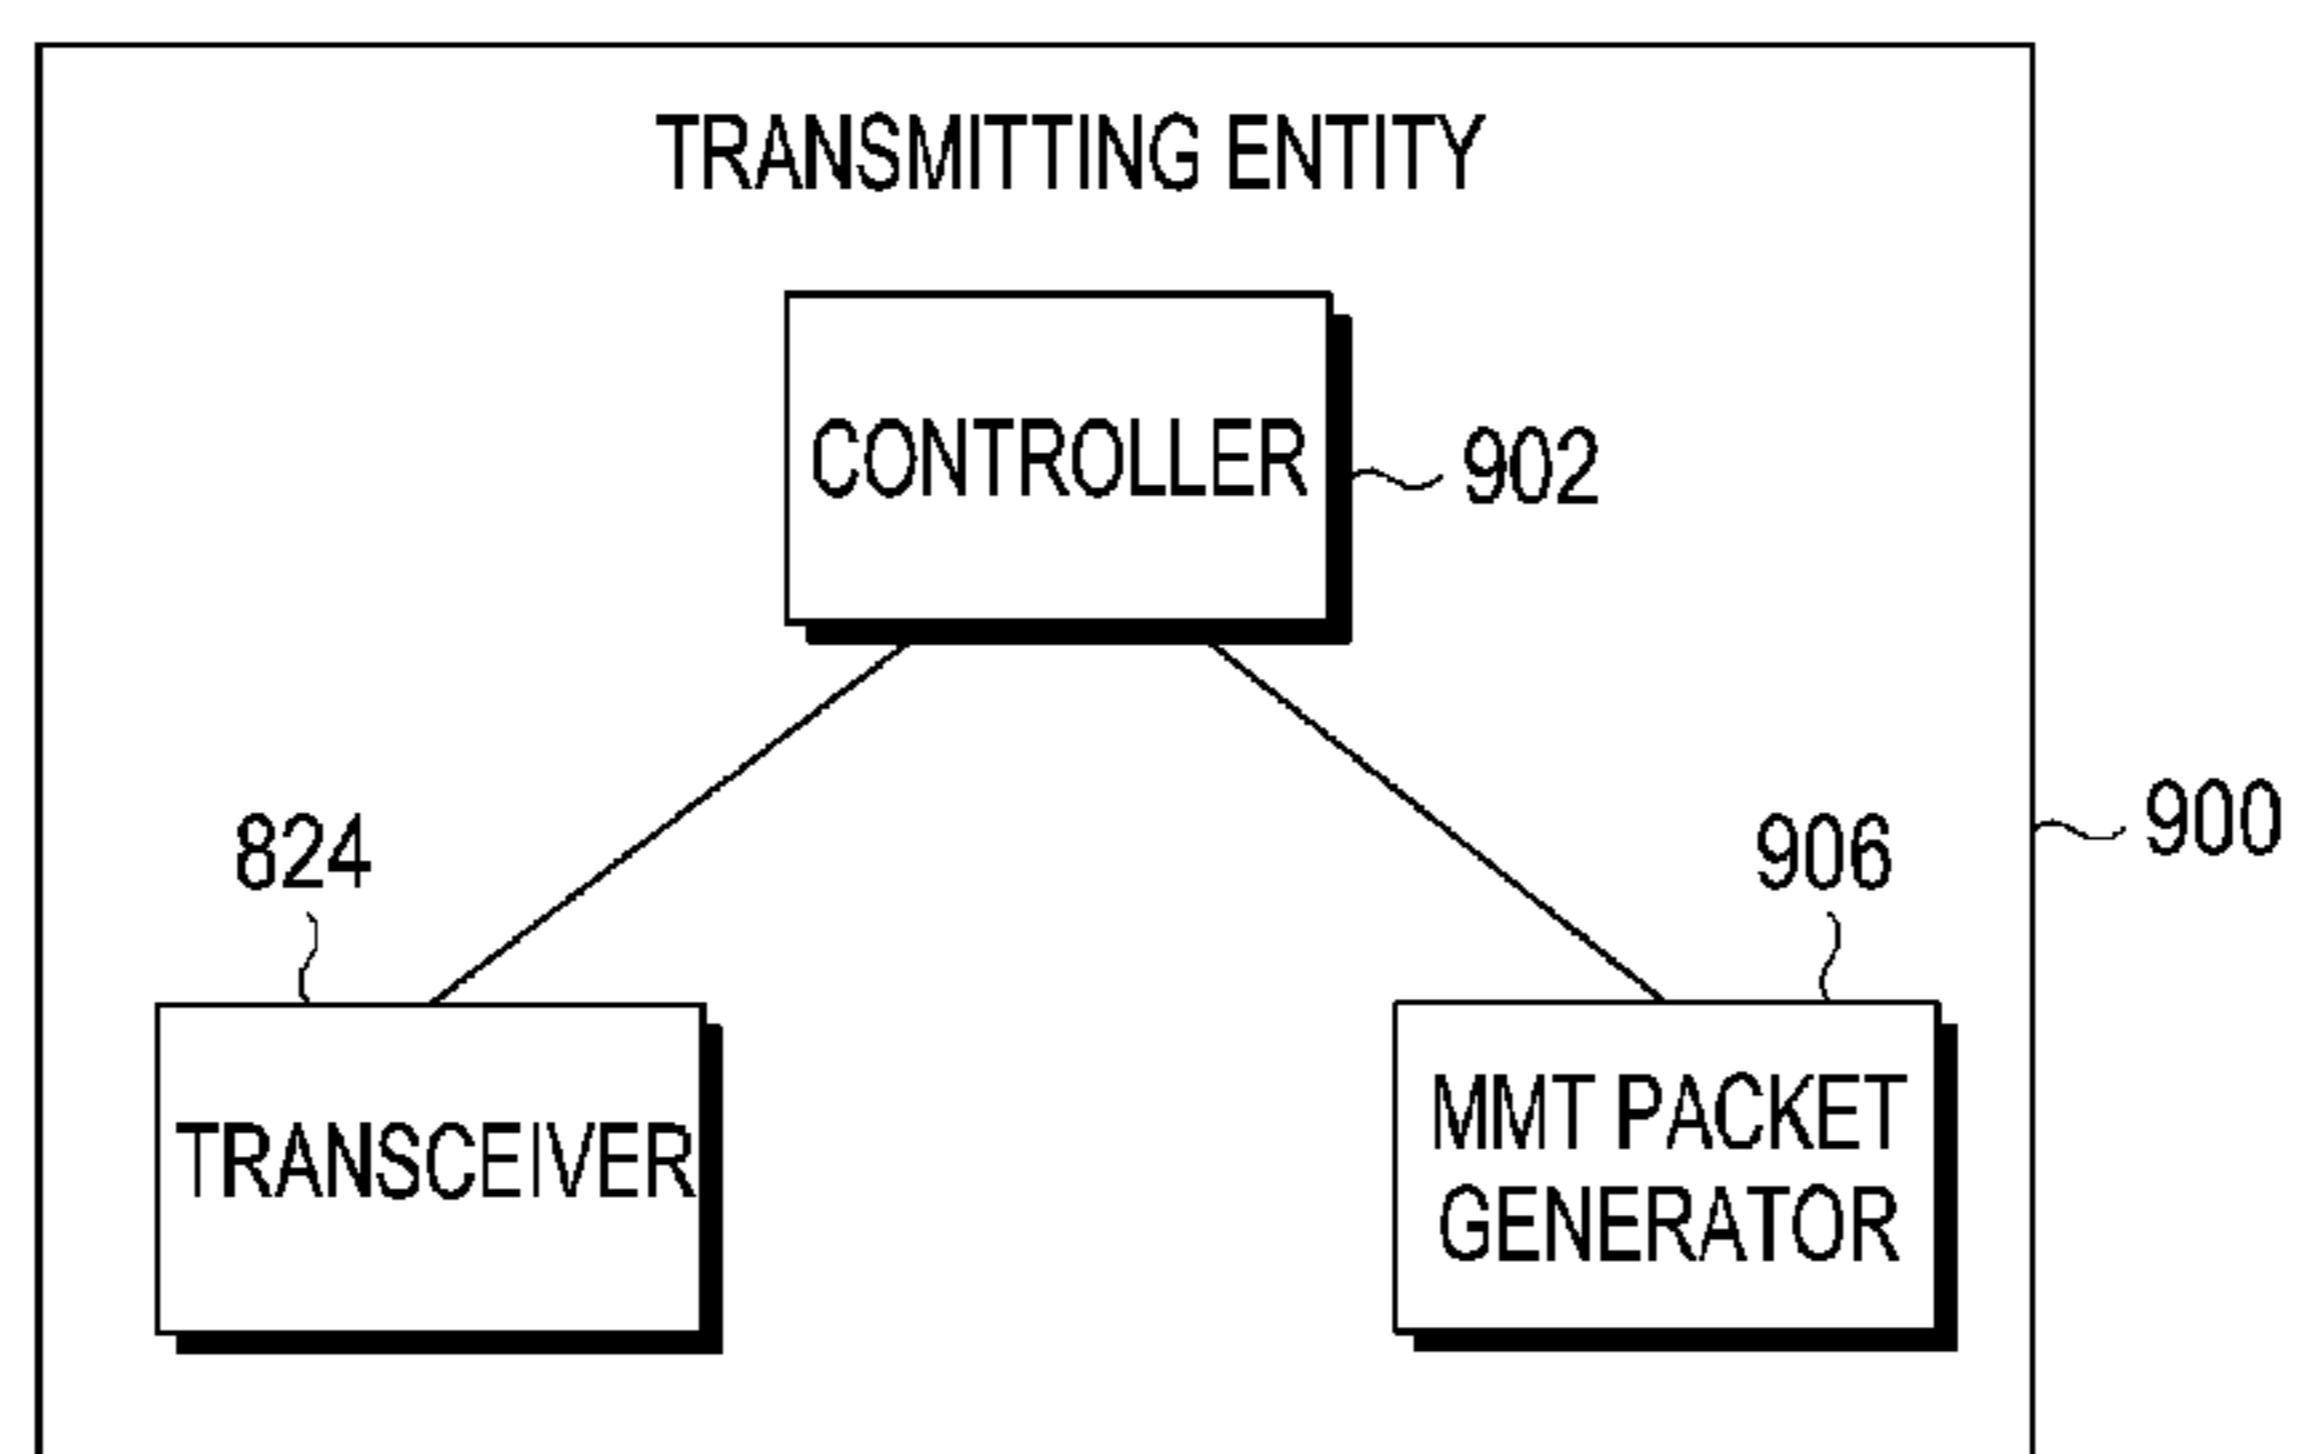 TRANSMITTING ENTITY
CONTROLLER
902
824
906
900
TRANSCEIVER
MMT PACKET
GENERATOR